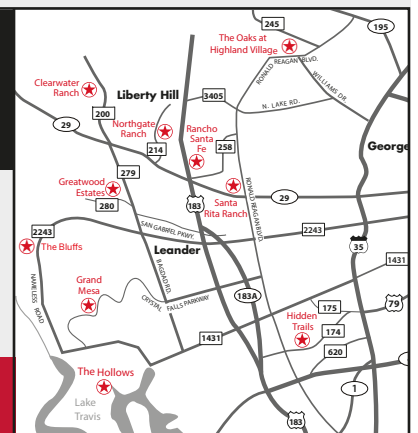 245
195
The Oaks at
Highland Village
RONALD
REAGAN BLVD.
WILLIAMS DR.
Clearwater
Ranch
Liberty Hill
3405
N. LAKE RD.
200
29
Northgate
Ranch
Rancho
Santa
Fe
214
258
George
279
Greatwood
Estates
280
183
Santa
Rita Ranch
RONALD REAGAN BLVD.
29
2243
SAN GABREL PKWY.
2243
The Bluffs
Leander
35
1431
NAMELESS
ROAD
BAGDAD RD.
Grand
Mesa
CRYSTAL
FALLS PARKWAY
183A
79
175
Hidden
Trails
174
1431
620
The Hollows
Lake
Travis
1
183